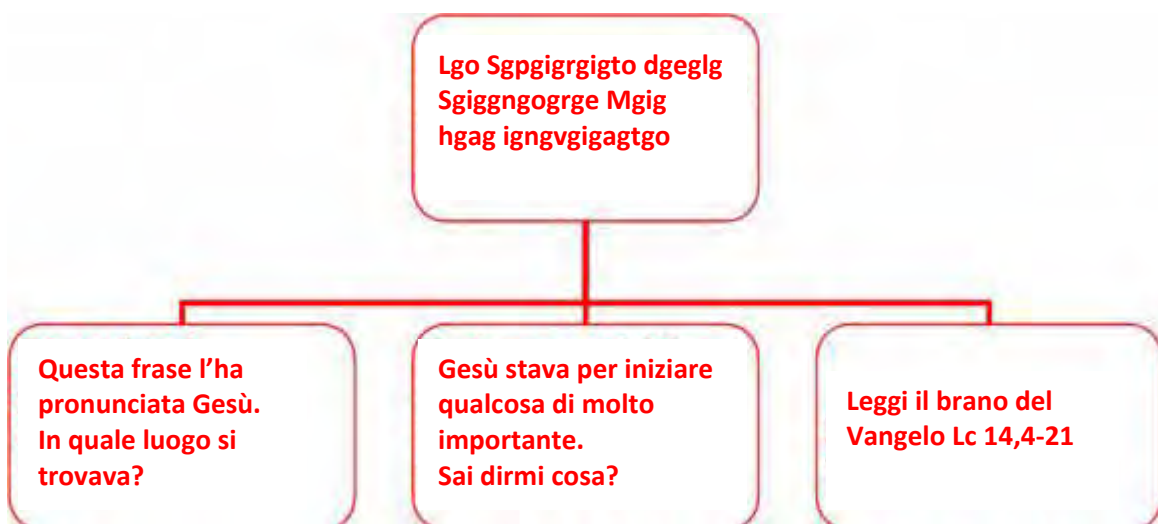 Lgo Sgpgigrgigto dgeglg
Sgiggngogrge Mgig
hgag igngvgigagtgo
Questa frase l’ha
pronunciata Gesù.
In quale luogo si
trovava?
Gesù stava per iniziare
qualcosa di molto
importante.
Sai dirmi cosa?
Leggi il brano del
Vangelo Lc 14,4-21